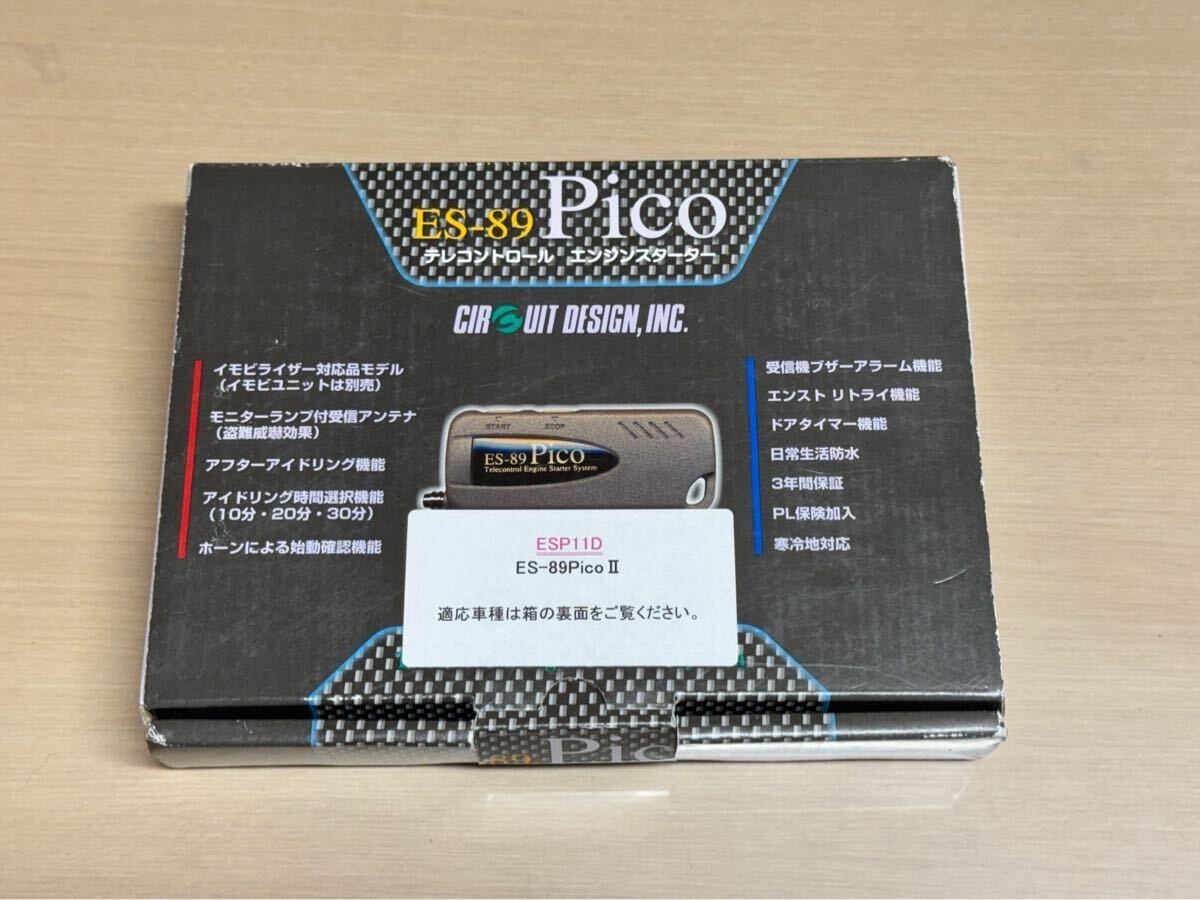 ES-89 Pico
テレコントロール エンジンスターター
CIRCUIT DESIGN, INC.
イモビライザー対応品モデル
（イモビユニットは別売）
モニターランプ付受信アンテナ
（盗難威嚇効果）
アフターアイドリング機能
アイドリング時間選択機能
（10分・20分・30分）
ホーンによる始動確認機能
受信機ブザーアラーム機能
エンスト リトライ機能
ドアタイマー機能
日常生活防水
3年間保証
PL保険加入
寒冷地対応
START STOP
ES-89 Pico
Telecontrol Engine Starter System
ESP11D
ES-89PicoⅡ
適応車種は箱の裏面をご覧ください。
89 Pico